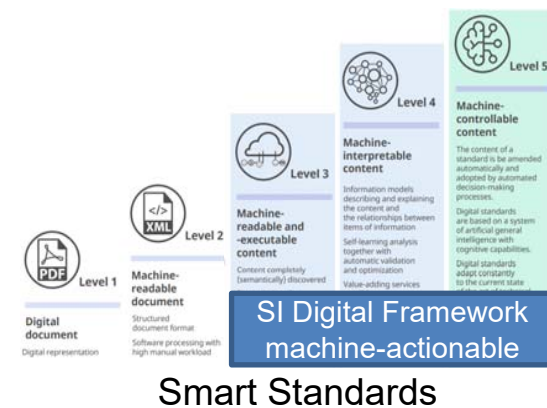 PDF
Level 1
Digital
document
Digital representation
</>
XML
Level 2
Machine-
readable
document
Structured
document format
Software processing with
high manual workload
Level 3
Machine-
readable and
-executable
content
Content completely
(semantically) discovered
Level 4
Machine-
interpretable
content
Information models
describing and explaining
the content and
the relationships between
items of information
Self-learning analysis
together with
automatic validation
and optimization
Value-adding services
Level 5
Machine-
controllable
content
The content of a
standard is be amended
automatically and
adopted by automated
decision-making
processes.
Digital standards
are based on a system
of artificial general
intelligence with
cognitive capabilities.
Digital standards
adapt constantly
to the current state
SI Digital Framework
machine-actionable
Smart Standards